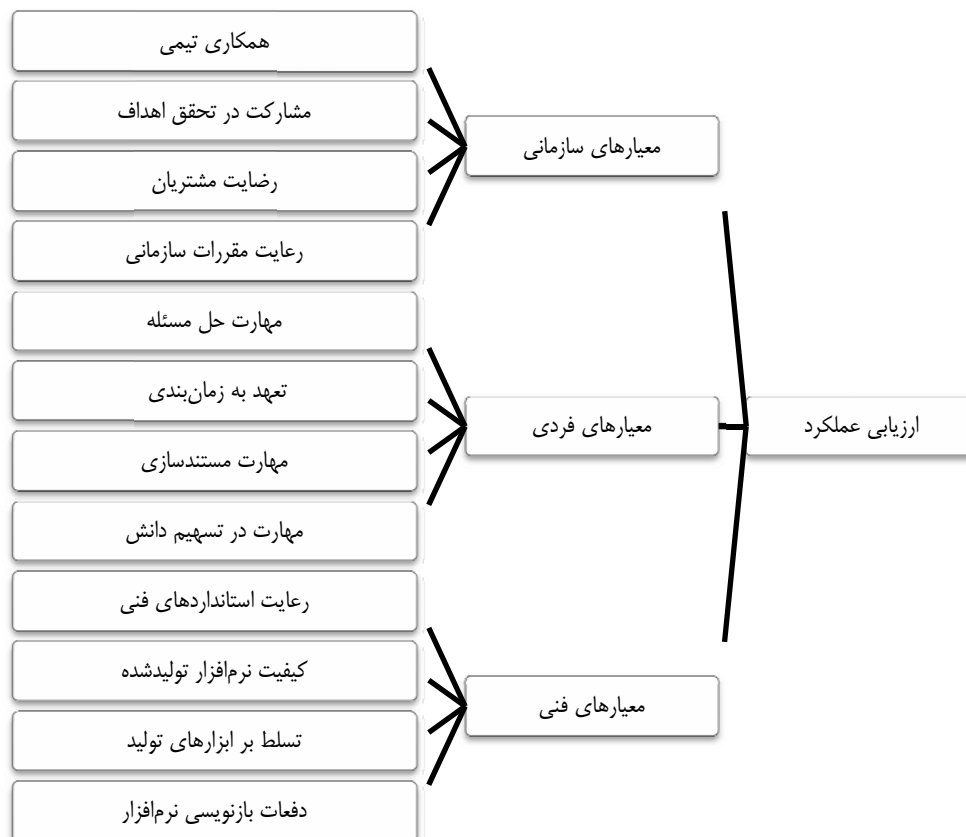 ارزیابی عملکرد
معیارهای سازمانی
همکاری تیمی
مشارکت در تحقق اهداف
رضایت مشتریان
رعایت مقررات سازمانی
معیارهای فردی
مهارت حل مسئله
تعهد به زمان‌بندی
مهارت مستندسازی
مهارت در تسهیم دانش
معیارهای فنی
رعایت استانداردهای فنی
کیفیت نرم‌افزار تولیدشده
تسلط بر ابزارهای تولید
دفعات بازنویسی نرم‌افزار